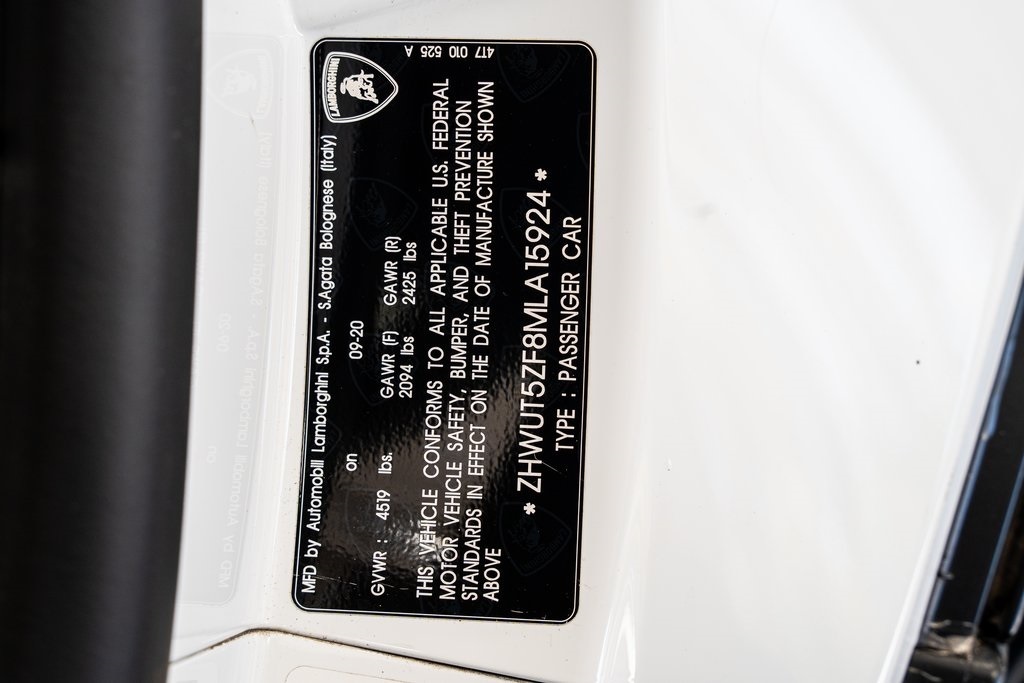 MFD by Automobili Lamborghini S.p.A. - S.Agata Bolognese (Italy)
LAMBORGHINI
on 09-20
GVWR : 4519 lbs. GAWR (F) GAWR (R)
2094 lbs 2425 lbs
THIS VEHICLE CONFORMS TO ALL APPLICABLE U.S. FEDERAL
MOTOR VEHICLE SAFETY, BUMPER, AND THEFT PREVENTION
STANDARDS IN EFFECT ON THE DATE OF MANUFACTURE SHOWN
ABOVE
* ZHWUT5ZF8MLA15924 *
TYPE : PASSENGER CAR
4T7 010 525 A